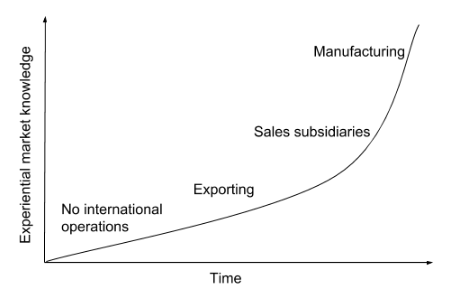 Manufacturing
Sales subsidiaries
Exporting
No international
operations
Experiential market knowledge
Time